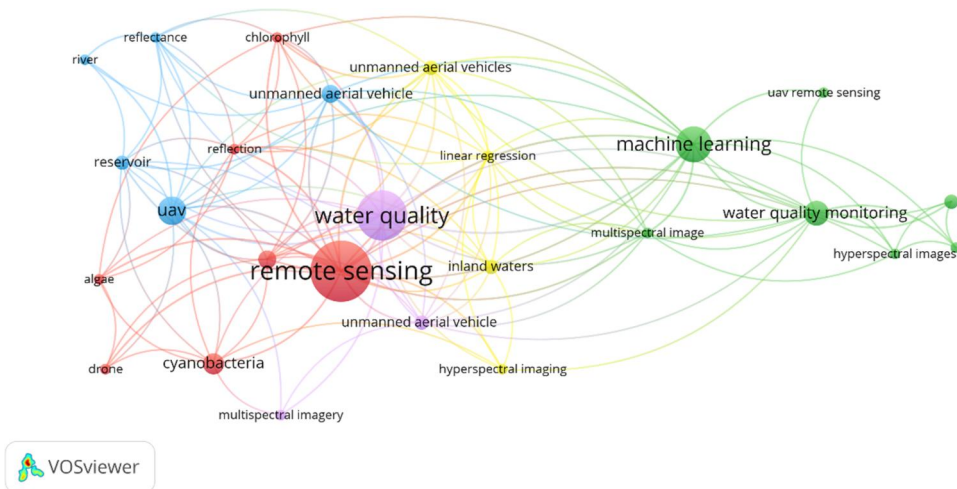 reflectance
chlorophyll
river
unmanned aerial vehicles
unmanned aerial vehicle
uav remote sensing
machine learning
reflection
linear regression
reservoir
uav
water quality
water quality monitoring
multispectral image
hyperspectral images
remote sensing
inland waters
algae
unmanned aerial vehicle
cyanobacteria
drone
hyperspectral imaging
multispectral imagery
VOSviewer